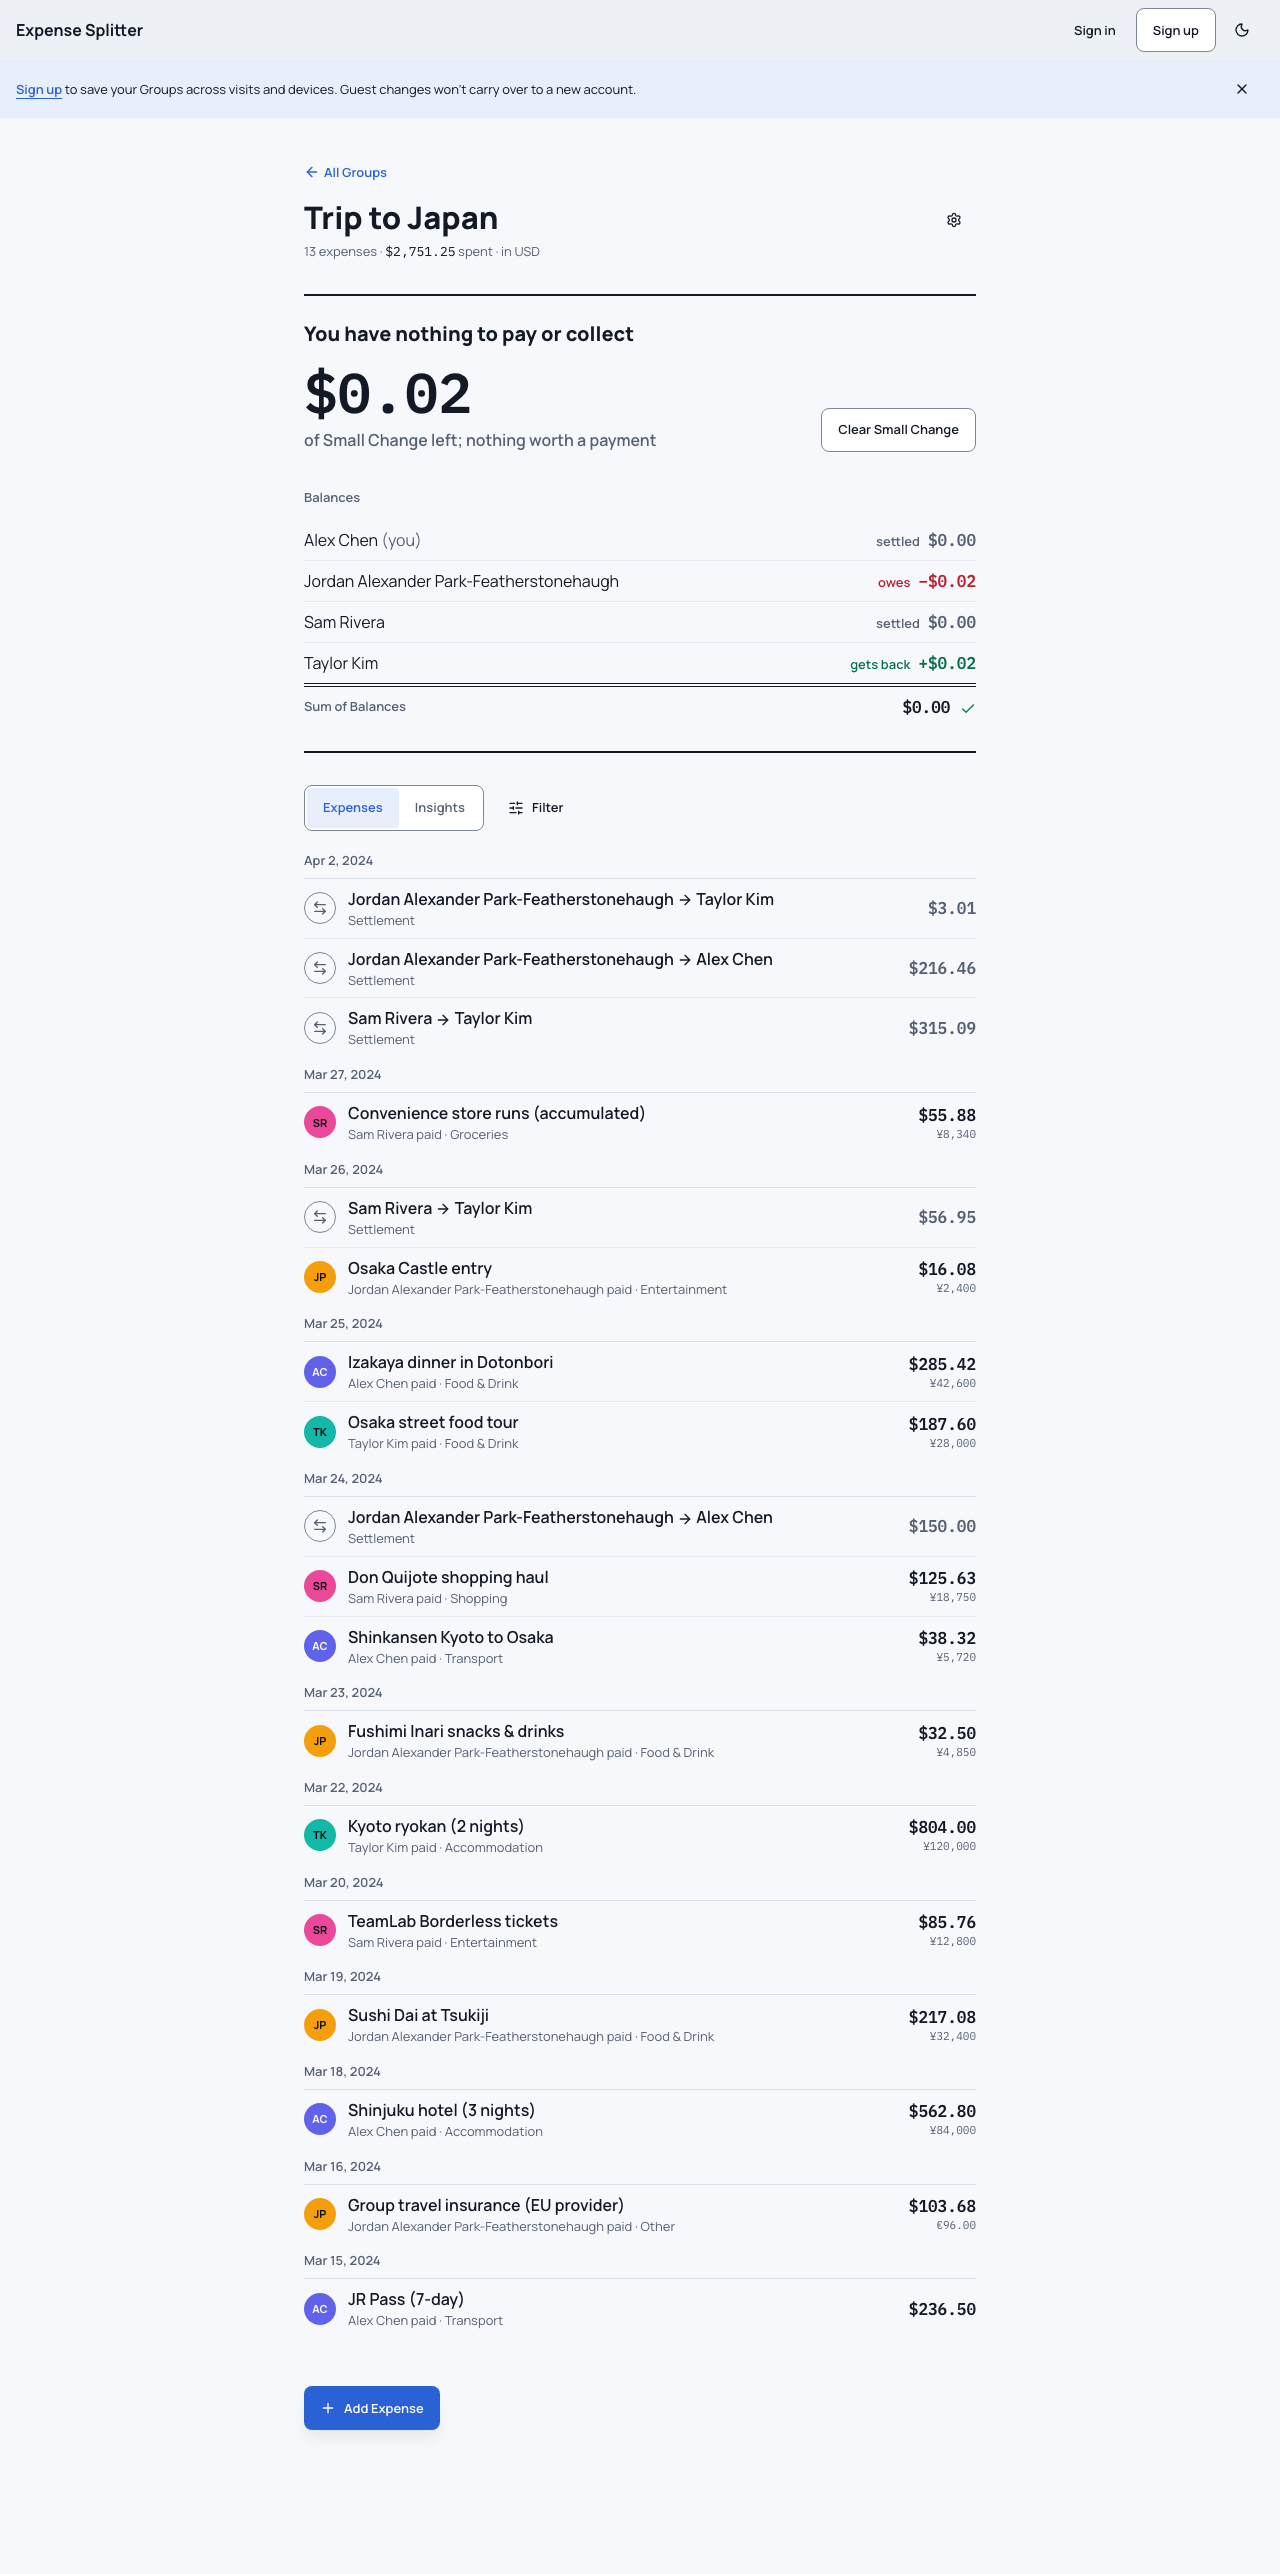 Expense Splitter
Sign in
Sign up
Sign up to save your Groups across visits and devices. Guest changes won't carry over to a new account.
All Groups
Trip to Japan
13 expenses · $2,751.25 spent · in USD
You have nothing to pay or collect
$0.02
of Small Change left; nothing worth a payment
Clear Small Change
Balances
Alex Chen (you) settled $0.00
Jordan Alexander Park-Featherstonehaugh owes −$0.02
Sam Rivera settled $0.00
Taylor Kim gets back +$0.02
Sum of Balances $0.00
Expenses Insights Filter
Apr 2, 2024
Jordan Alexander Park-Featherstonehaugh → Taylor Kim $3.01
Settlement
Jordan Alexander Park-Featherstonehaugh → Alex Chen $216.46
Settlement
Sam Rivera → Taylor Kim $315.09
Settlement
Mar 27, 2024
SR Convenience store runs (accumulated) $55.88
Sam Rivera paid · Groceries ¥8,340
Mar 26, 2024
Sam Rivera → Taylor Kim $56.95
Settlement
JP Osaka Castle entry $16.08
Jordan Alexander Park-Featherstonehaugh paid · Entertainment ¥2,400
Mar 25, 2024
AC Izakaya dinner in Dotonbori $285.42
Alex Chen paid · Food & Drink ¥42,600
TK Osaka street food tour $187.60
Taylor Kim paid · Food & Drink ¥28,000
Mar 24, 2024
Jordan Alexander Park-Featherstonehaugh → Alex Chen $150.00
Settlement
SR Don Quijote shopping haul $125.63
Sam Rivera paid · Shopping ¥18,750
AC Shinkansen Kyoto to Osaka $38.32
Alex Chen paid · Transport ¥5,720
Mar 23, 2024
JP Fushimi Inari snacks & drinks $32.50
Jordan Alexander Park-Featherstonehaugh paid · Food & Drink ¥4,850
Mar 22, 2024
TK Kyoto ryokan (2 nights) $804.00
Taylor Kim paid · Accommodation ¥120,000
Mar 20, 2024
SR TeamLab Borderless tickets $85.76
Sam Rivera paid · Entertainment ¥12,800
Mar 19, 2024
JP Sushi Dai at Tsukiji $217.08
Jordan Alexander Park-Featherstonehaugh paid · Food & Drink ¥32,400
Mar 18, 2024
AC Shinjuku hotel (3 nights) $562.80
Alex Chen paid · Accommodation ¥84,000
Mar 16, 2024
JP Group travel insurance (EU provider) $103.68
Jordan Alexander Park-Featherstonehaugh paid · Other €96.00
Mar 15, 2024
AC JR Pass (7-day) $236.50
Alex Chen paid · Transport
Add Expense